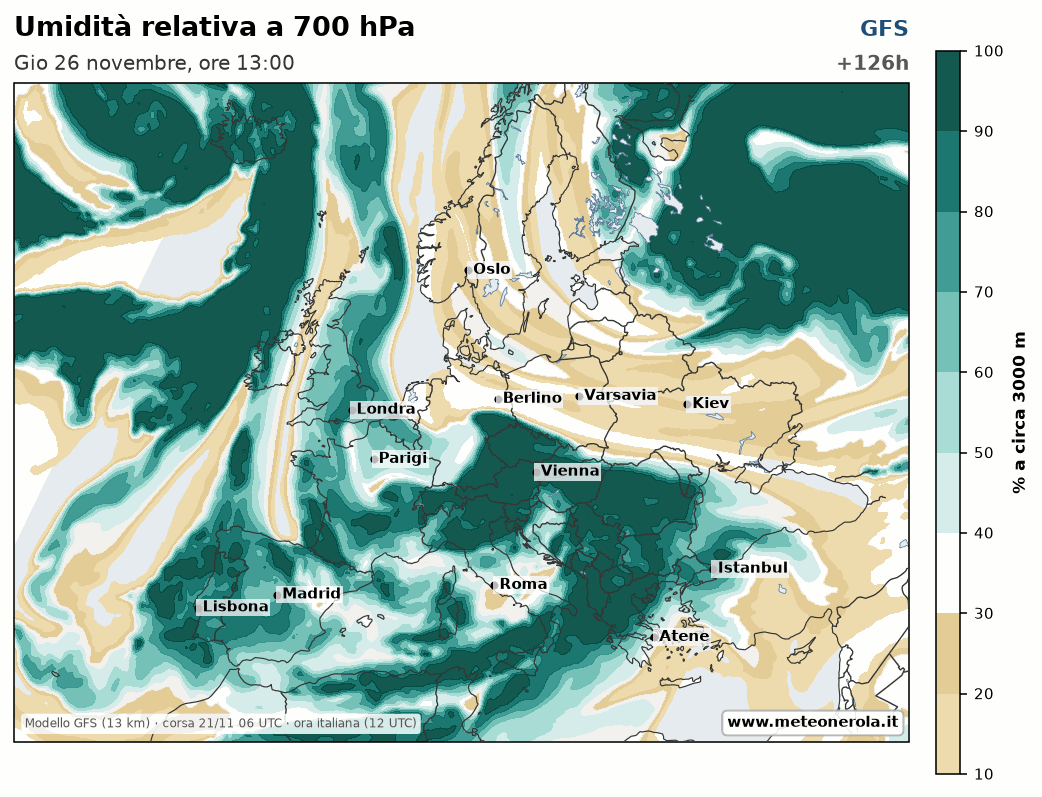 Umidità relativa a 700 hPa
GFS
Gio 26 novembre, ore 13:00
+126h
100
90
80
70
60
50
40
30
20
10
% a circa 3000 m
Oslo
Berlino
Varsavia
Kiev
Londra
Parigi
Vienna
Istanbul
Roma
Madrid
Lisbona
Atene
Modello GFS (13 km) · corsa 21/11 06 UTC · ora italiana (12 UTC)
www.meteonerola.it